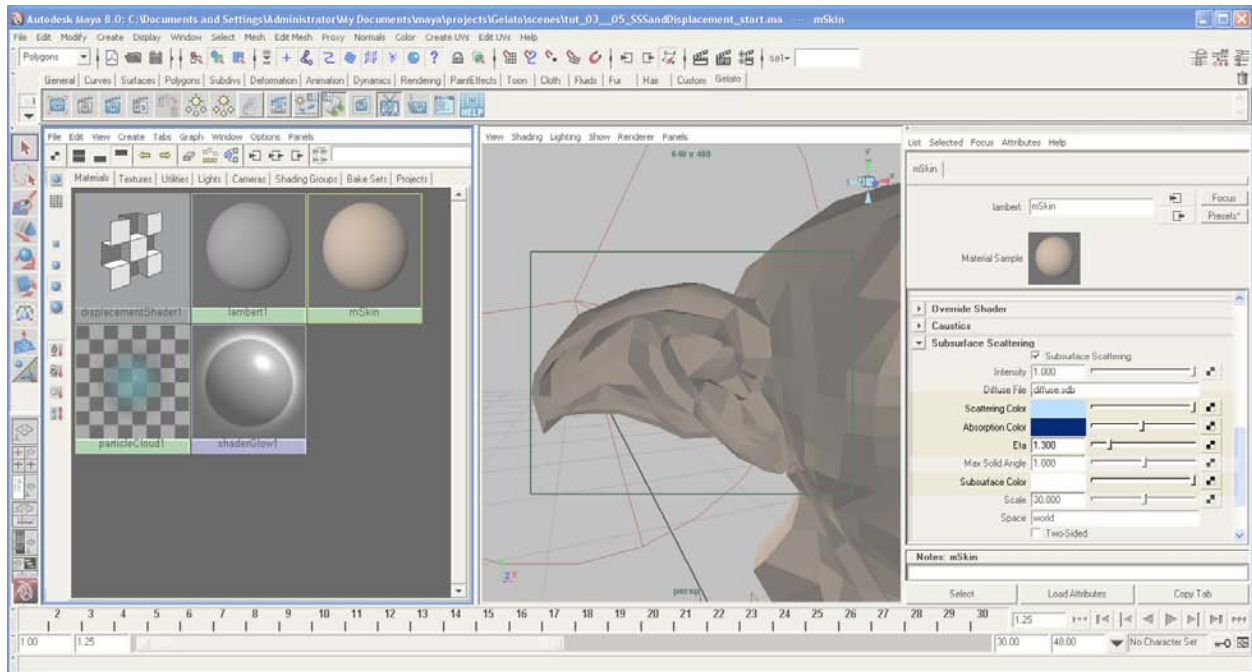 Autodesk Maya 8.0: C:\Documents and Settings\Administrator\My Documents\maya\projects\Gelato\scenes\tut_03__05_SSSandDisplacement_start.ma --- mSkin
File Edit Modify Create Display Window Select Mesh Edit Mesh Proxy Normals Color Create UVs Edit UVs Help
Polygons sel-
General Curves Surfaces Polygons Subdivs Deformation Animation Dynamics Rendering PaintEffects Toon Cloth Fluids Fur Hair Custom Gelato
HELP
File Edit View Create Tabs Graph Window Options Panels
Materials Textures Utilities Lights Cameras Shading Groups Bake Sets Projects
displacementShader1 lambert1 mSkin
particleCloud1 shaderGlow1
View Shading Lighting Show Renderer Panels
640 x 480
persp
List Selected Focus Attributes Help
mSkin
lambert: mSkin
Focus
Presets*
Material Sample
Override Shader
Caustics
Subsurface Scattering
Subsurface Scattering
Intensity 1.000
Diffuse File diffuse.sdb
Scattering Color
Absorption Color
Eta 1.300
Max Solid Angle 1.000
Subsurface Color
Scale 30.000
Space world
Two-Sided
Notes: mSkin
Select Load Attributes Copy Tab
2 3 4 5 6 7 8 9 10 11 12 13 14 15 16 17 18 19 20 21 22 23 24 25 26 27 28 29 30 1.25
1.00 1.25 30.00 48.00 No Character Set